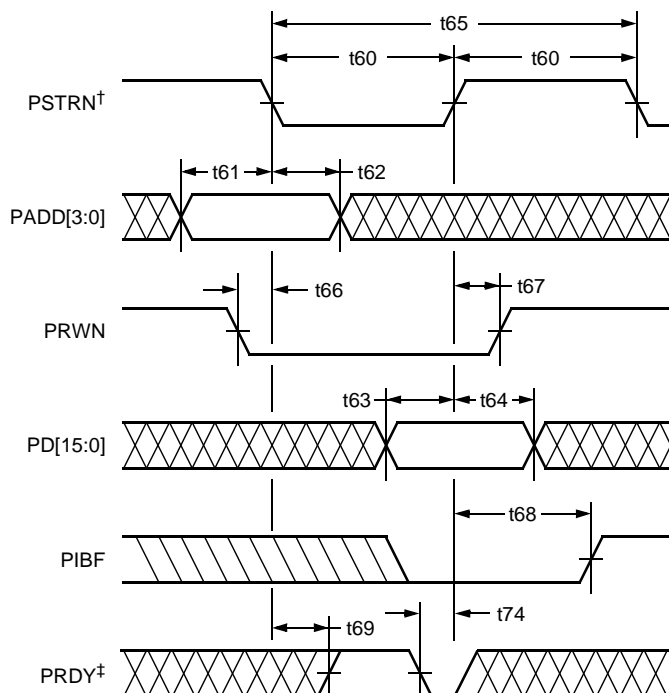 t65
t60 t60
PSTRN†
t61 t62
PADD[3:0]
t66 t67
PRWN
t63 t64
PD[15:0]
t68
PIBF
t69 t74
PRDY‡